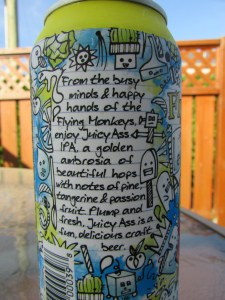 From the busy
minds & happy
hands of the
Flying Monkeys,
enjoy Juicy Ass
IPA, a golden
ambrosia of
beautiful hops
with notes of pine,
tangerine & passion
fruit. Plump and
fresh, Juicy Ass is a
fun, delicious craft
beer.